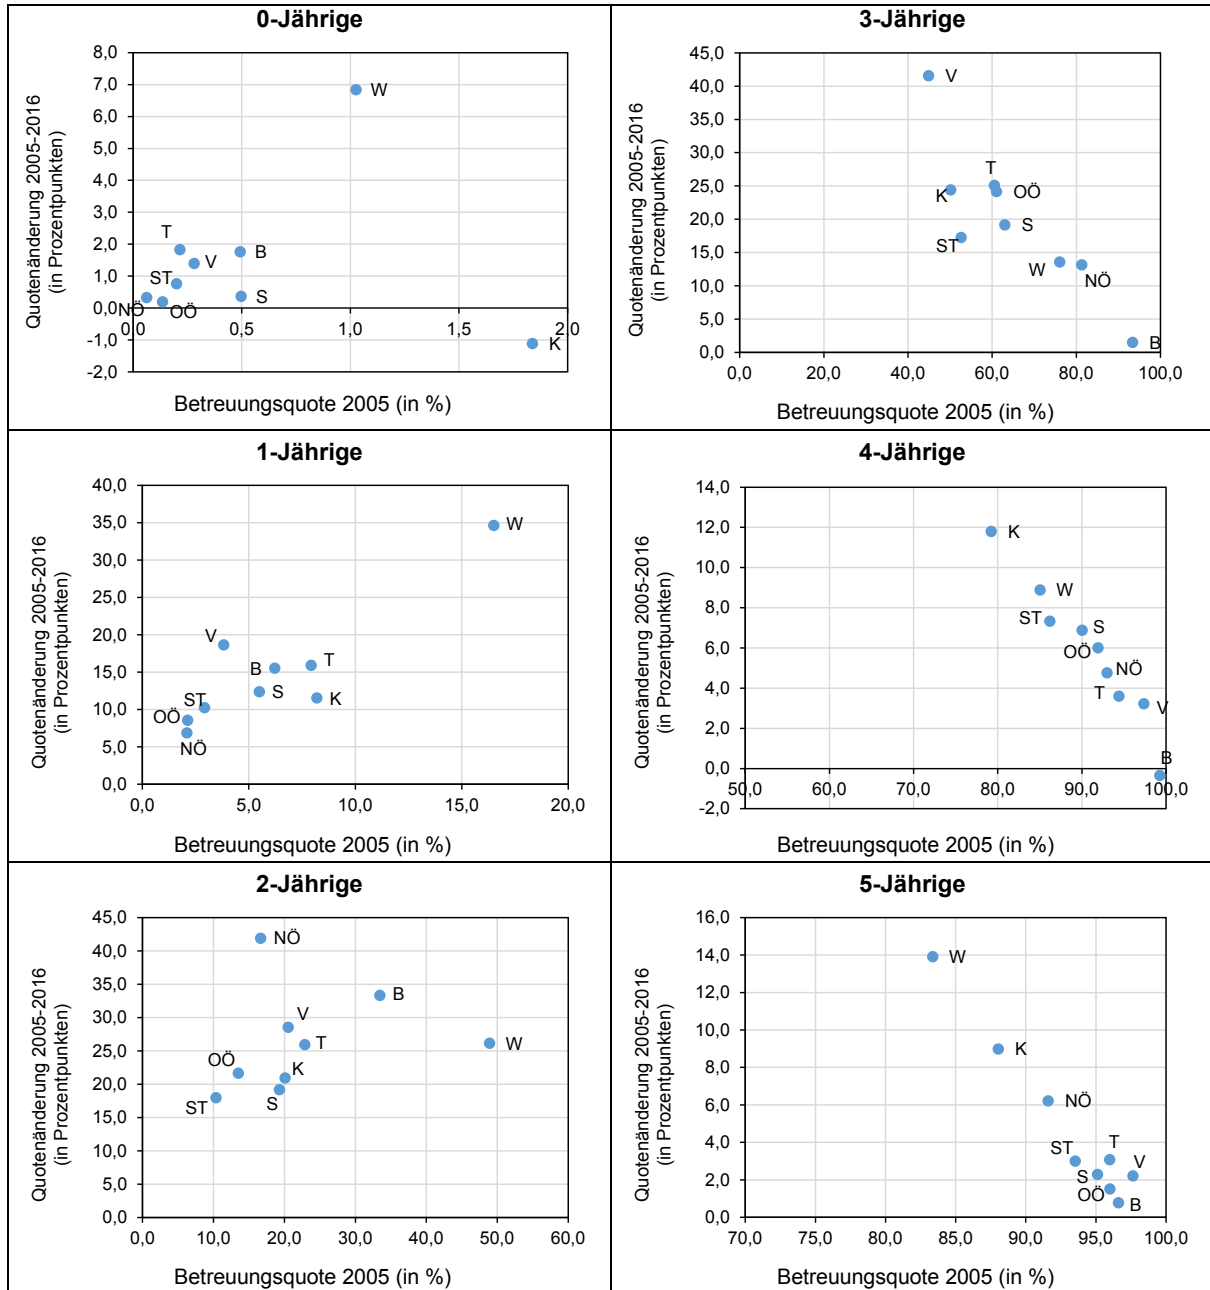 0-Jährige
8,0
7,0
6,0
5,0
4,0
3,0
2,0
1,0
0,0
-1,0
-2,0
0,0 0,5 1,0 1,5 2,0
W
T
V
B
ST
S
NÖ
OÖ
K
Quotenänderung 2005-2016
(in Prozentpunkten)
Betreuungsquote 2005 (in %)
3-Jährige
45,0
40,0
35,0
30,0
25,0
20,0
15,0
10,0
5,0
0,0
0,0 20,0 40,0 60,0 80,0 100,0
V
T
K
OÖ
S
ST
W
NÖ
B
Quotenänderung 2005-2016
(in Prozentpunkten)
Betreuungsquote 2005 (in %)
1-Jährige
40,0
35,0
30,0
25,0
20,0
15,0
10,0
5,0
0,0
0,0 5,0 10,0 15,0 20,0
W
V
B
T
S
K
ST
OÖ
NÖ
Quotenänderung 2005-2016
(in Prozentpunkten)
Betreuungsquote 2005 (in %)
4-Jährige
14,0
12,0
10,0
8,0
6,0
4,0
2,0
0,0
-2,0
50,0 60,0 70,0 80,0 90,0 100,0
K
W
ST
S
OÖ
NÖ
T
V
B
Quotenänderung 2005-2016
(in Prozentpunkten)
Betreuungsquote 2005 (in %)
2-Jährige
45,0
40,0
35,0
30,0
25,0
20,0
15,0
10,0
5,0
0,0
0,0 10,0 20,0 30,0 40,0 50,0 60,0
NÖ
B
V
T
W
OÖ
K
S
ST
Quotenänderung 2005-2016
(in Prozentpunkten)
Betreuungsquote 2005 (in %)
5-Jährige
16,0
14,0
12,0
10,0
8,0
6,0
4,0
2,0
0,0
70,0 75,0 80,0 85,0 90,0 95,0 100,0
W
K
NÖ
ST
T
S
V
OÖ
B
Quotenänderung 2005-2016
(in Prozentpunkten)
Betreuungsquote 2005 (in %)